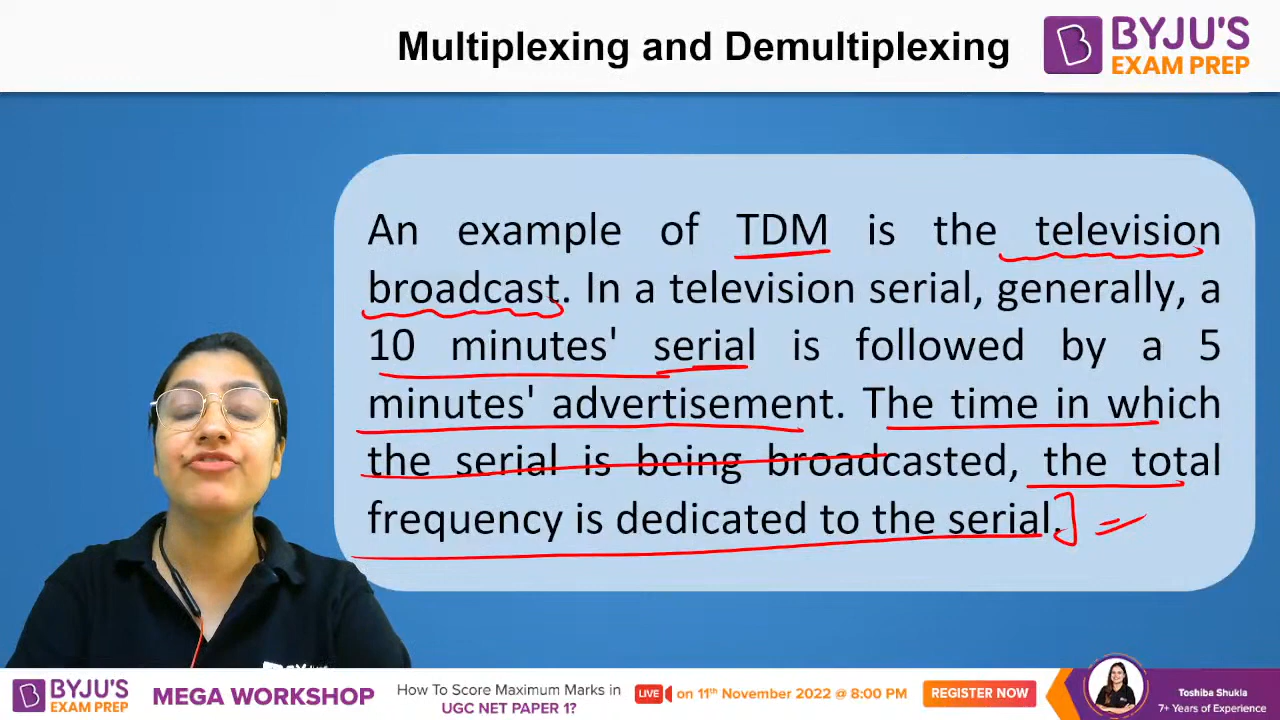 Multiplexing and Demultiplexing
BYJU'S
EXAM PREP
An example of TDM is the television
broadcast. In a television serial, generally, a
10 minutes' serial is followed by a 5
minutes' advertisement. The time in which
the serial is being broadcasted, the total
frequency is dedicated to the serial.
BYJU'S
EXAM PREP
MEGA WORKSHOP
How To Score Maximum Marks in
UGC NET PAPER 1?
LIVE
on 11th November 2022 @ 8:00 PM
REGISTER NOW
Toshiba Shukla
7+ Years of Experience